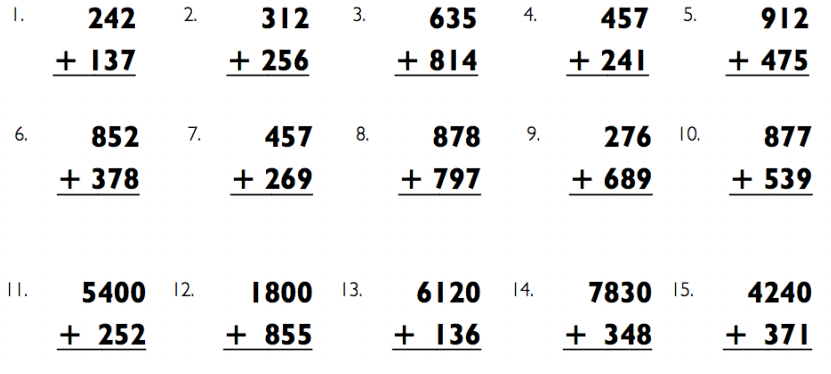 1. 242 2. 312 3. 635 4. 457 5. 912
+ 137 + 256 + 814 + 241 + 475
6. 852 7. 457 8. 878 9. 276 10. 877
+ 378 + 269 + 797 + 689 + 539
11. 5400 12. 1800 13. 6120 14. 7830 15. 4240
+ 252 + 855 + 136 + 348 + 371